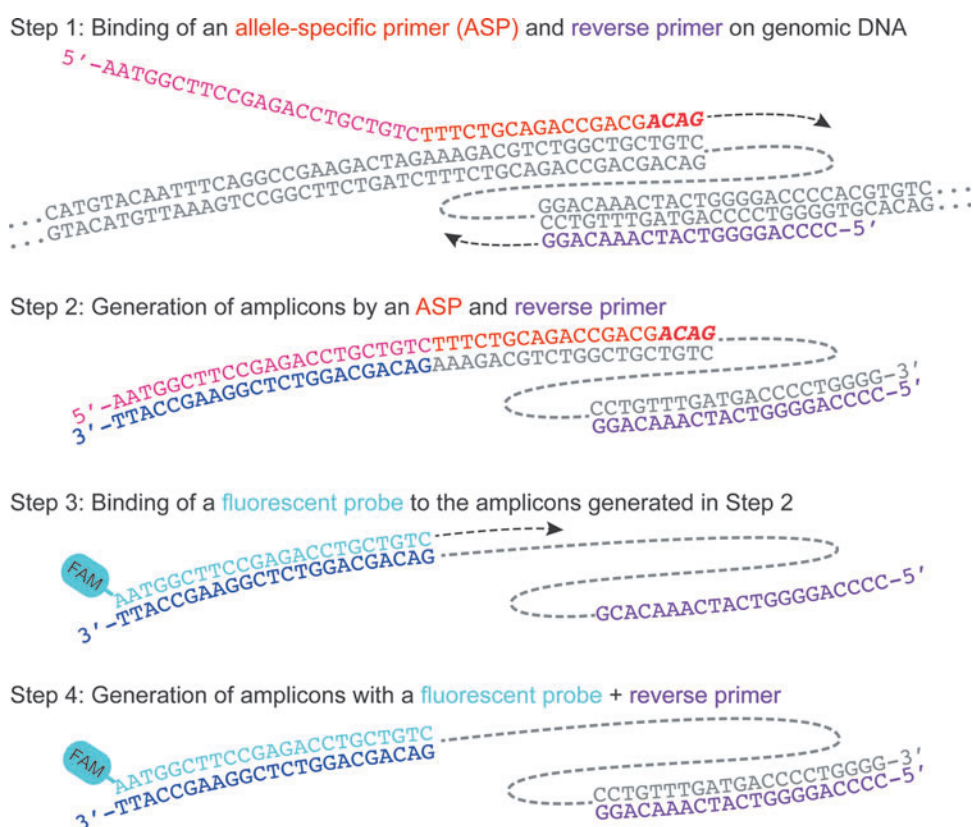 Step 1: Binding of an allele-specific primer (ASP) and reverse primer on genomic DNA
5'-AATGGCTTCCGAGACCTGCTGTCTTTCTGCAGACCGACGACAG
...CATGTACAATTTCAGGCCGAAGACTAGAAAGACGTCTGGCTGCTGTC
...GTACATGTTAAAGTCCGGCTTCTGATCTTTCTGCAGACCGACGACAG
GGACAAACTACTGGGGACCCCACGTGTC...
CCTGTTTGATGACCCCTGGGGTGCACAG...
GGACAAACTACTGGGGACCCC-5'
Step 2: Generation of amplicons by an ASP and reverse primer
5'-AATGGCTTCCGAGACCTGCTGTCTTTCTGCAGACCGACGACAG
3'-TTACCGAAGGCTCTGGACGACAGAAAGACGTCTGGCTGCTGTC
CCTGTTTGATGACCCCTGGGG-3'
GGACAAACTACTGGGGACCCC-5'
Step 3: Binding of a fluorescent probe to the amplicons generated in Step 2
FAM
AATGGCTTCCGAGACCTGCTGTC
3'-TTACCGAAGGCTCTGGACGACAG
GCACAAACTACTGGGGACCCC-5'
Step 4: Generation of amplicons with a fluorescent probe + reverse primer
FAM
AATGGCTTCCGAGACCTGCTGTC
3'-TTACCGAAGGCTCTGGACGACAG
CCTGTTTGATGACCCCTGGGG-3'
GGACAAACTACTGGGGACCCC-5'